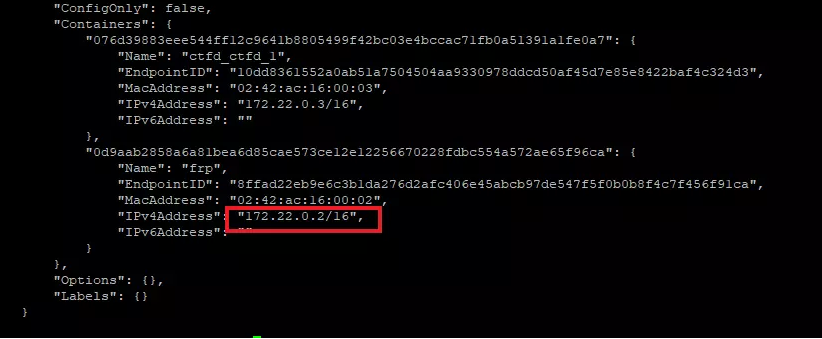 "ConfigOnly": false,
"Containers": {
"076d39883eee544ff12c9641b8805499f42bc03e4bccac71fb0a51391a1fe0a7": {
"Name": "ctfd_ctfd_1",
"EndpointID": "10dd8361552a0ab51a7504504aa9330978ddcd50af45d7e85e8422baf4c324d3",
"MacAddress": "02:42:ac:16:00:03",
"IPv4Address": "172.22.0.3/16",
"IPv6Address": ""
},
"0d9aab2858a6a81bea6d85cae573ce12e12256670228fdbc554a572ae65f96ca": {
"Name": "frp",
"EndpointID": "8ffad22eb9e6c3b1da276d2afc406e45abcb97de547f5f0b0b8f4c7f456f91ca",
"MacAddress": "02:42:ac:16:00:02",
"IPv4Address": "172.22.0.2/16",
"IPv6Address": ""
}
},
"Options": {},
"Labels": {}
}